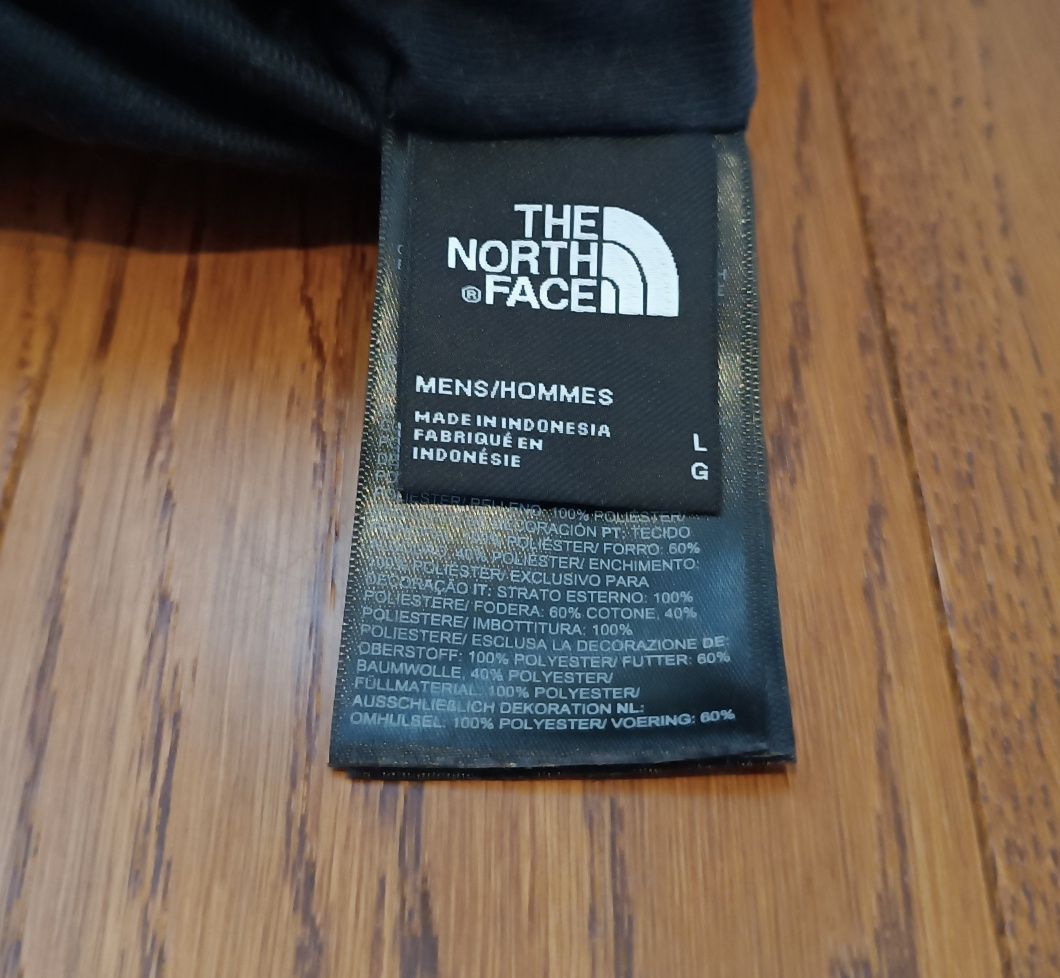 THE
NORTH
® FACE
MENS/HOMMES
MADE IN INDONESIA
FABRIQUÉ EN
INDONÉSIE
L
G
POLIESTER/ RELLENO: 100% POLIESTER/
DECORACIÓN PT: TECIDO
POLIÉSTER/ FORRO: 60%
40% POLIÉSTER/ ENCHIMENTO:
100% POLIÉSTER/ EXCLUSIVO PARA
DECORAÇÃO IT: STRATO ESTERNO: 100%
POLIESTERE/ FODERA: 60% COTONE, 40%
POLIESTERE/ IMBOTTITURA: 100%
POLIESTERE/ ESCLUSA LA DECORAZIONE DE:
OBERSTOFF: 100% POLYESTER/ FUTTER: 60%
BAUMWOLLE, 40% POLYESTER/
FÜLLMATERIAL: 100% POLYESTER/
AUSSCHLIEßLICH DEKORATION NL:
OMHULSEL: 100% POLYESTER/ VOERING: 60%